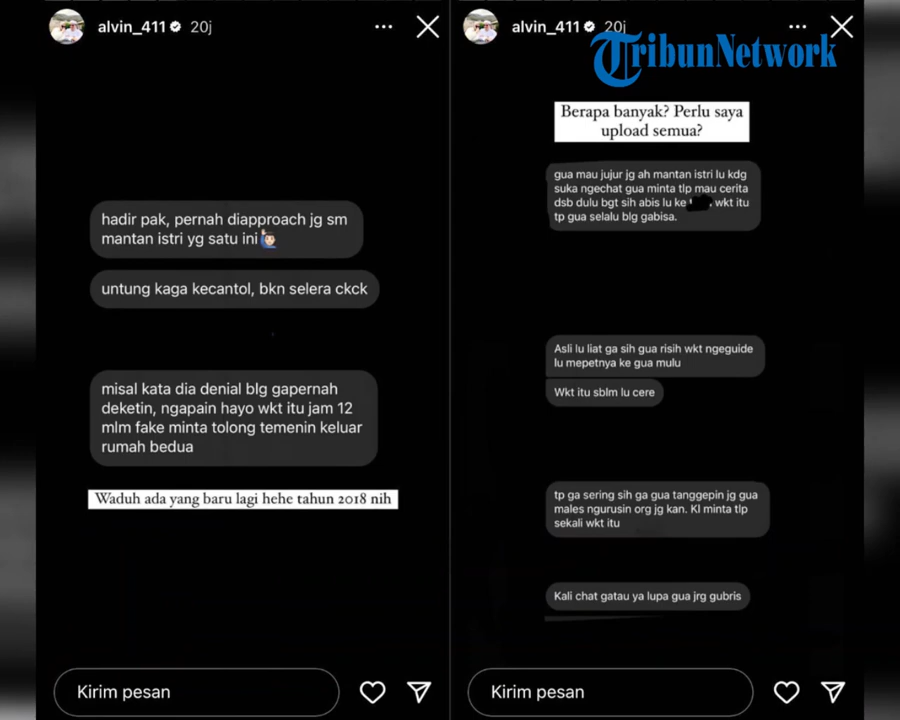 alvin_411 20j
hadir pak, pernah diapproach jg sm
mantan istri yg satu ini🙋🏻‍♂️
untung kaga kecantol, bkn selera ckck
misal kata dia denial blg gapernah
deketin, ngapain hayo wkt itu jam 12
mlm fake minta tolong temenin keluar
rumah bedua
Waduh ada yang baru lagi hehe tahun 2018 nih
Kirim pesan
alvin_411 20j
TribunNetwork
Berapa banyak? Perlu saya
upload semua?
gua mau jujur jg ah mantan istri lu kdg
suka ngechat gua minta tlp mau cerita
dsb dulu bgt sih abis lu ke wkt itu
tp gua selalu blg gabisa.
Asli lu liat ga sih gua risih wkt ngeguide
lu mepetnya ke gua mulu
Wkt itu sblm lu cere
tp ga sering sih ga gua tanggepin jg gua
males ngurusin org jg kan. Kl minta tlp
sekali wkt itu
Kali chat gatau ya lupa gua jrg gubris
Kirim pesan